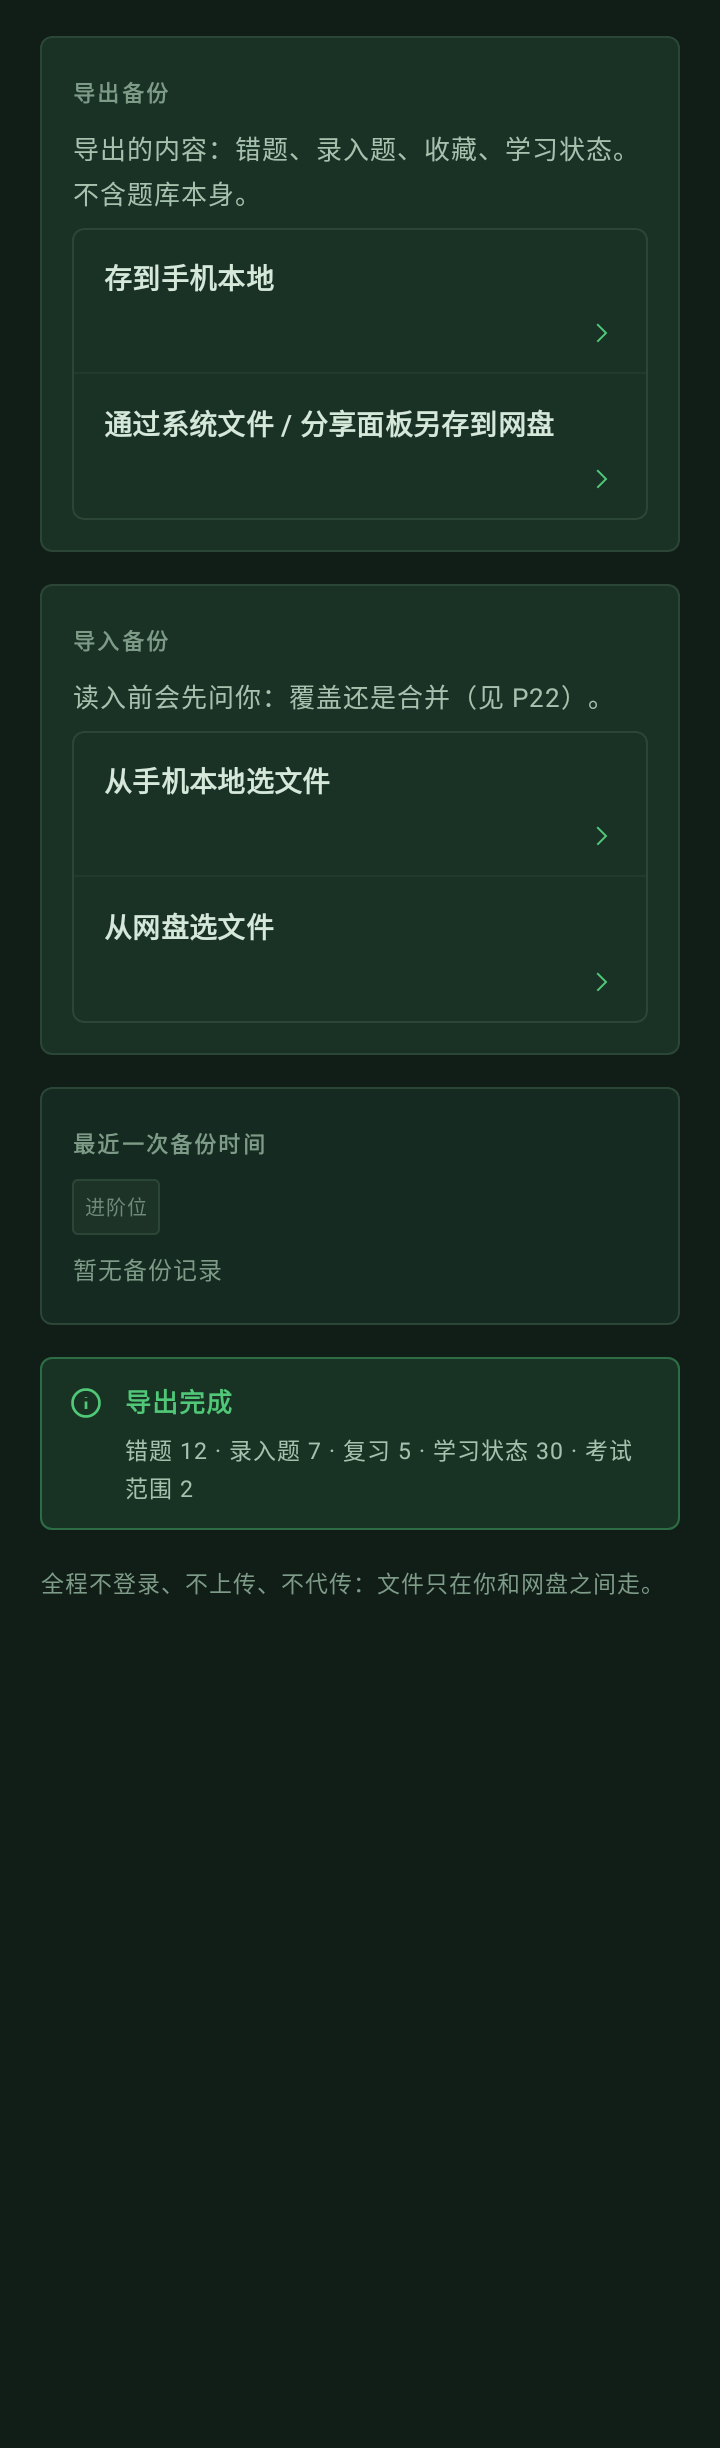 导出备份
导出的内容：错题、录入题、收藏、学习状态。
不含题库本身。
存到手机本地
通过系统文件 / 分享面板另存到网盘
导入备份
读入前会先问你：覆盖还是合并（见 P22）。
从手机本地选文件
从网盘选文件
最近一次备份时间
进阶位
暂无备份记录
导出完成
错题 12 · 录入题 7 · 复习 5 · 学习状态 30 · 考试
范围 2
全程不登录、不上传、不代传：文件只在你和网盘之间走。